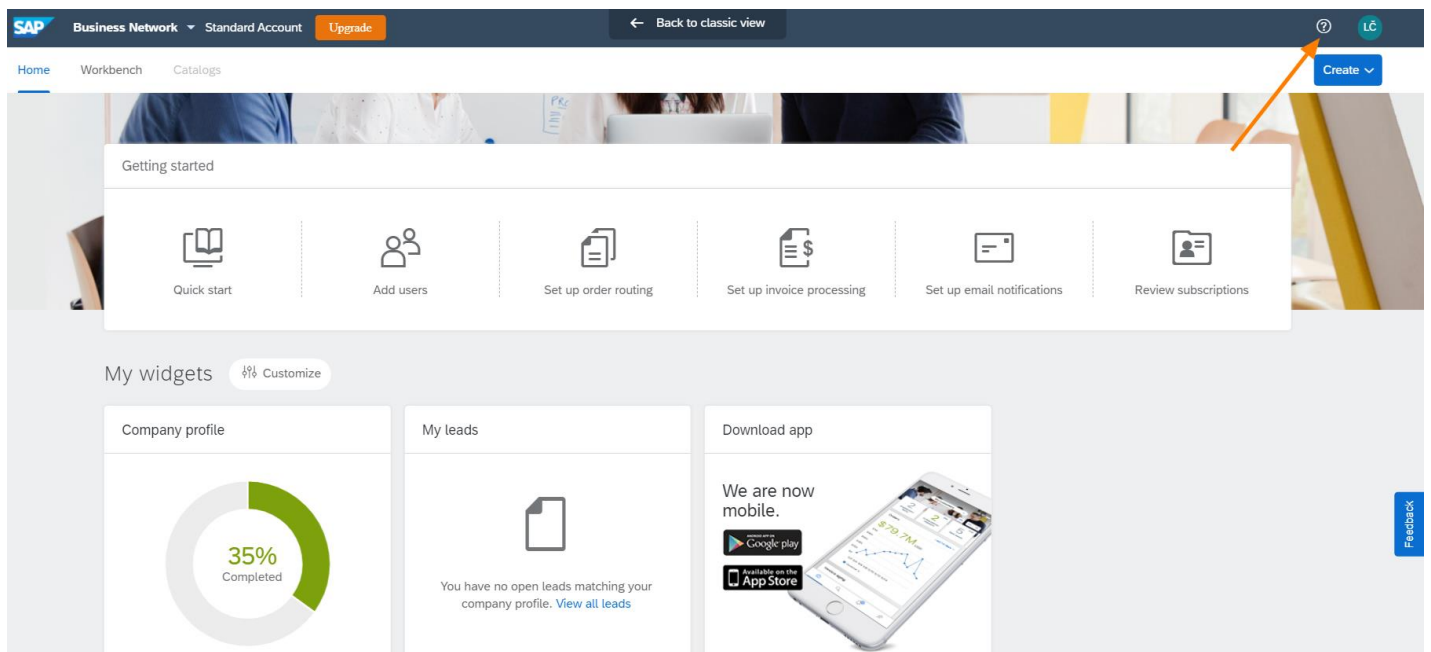 SAP Business Network Standard Account Upgrade ← Back to classic view LČ
Home Workbench Catalogs Create
Getting started
Quick start Add users Set up order routing Set up invoice processing Set up email notifications Review subscriptions
My widgets Customize
Company profile My leads Download app
35%
Completed
You have no open leads matching your
company profile. View all leads
We are now
mobile.
Google play
Available on the
App Store
$79.7M
Feedback